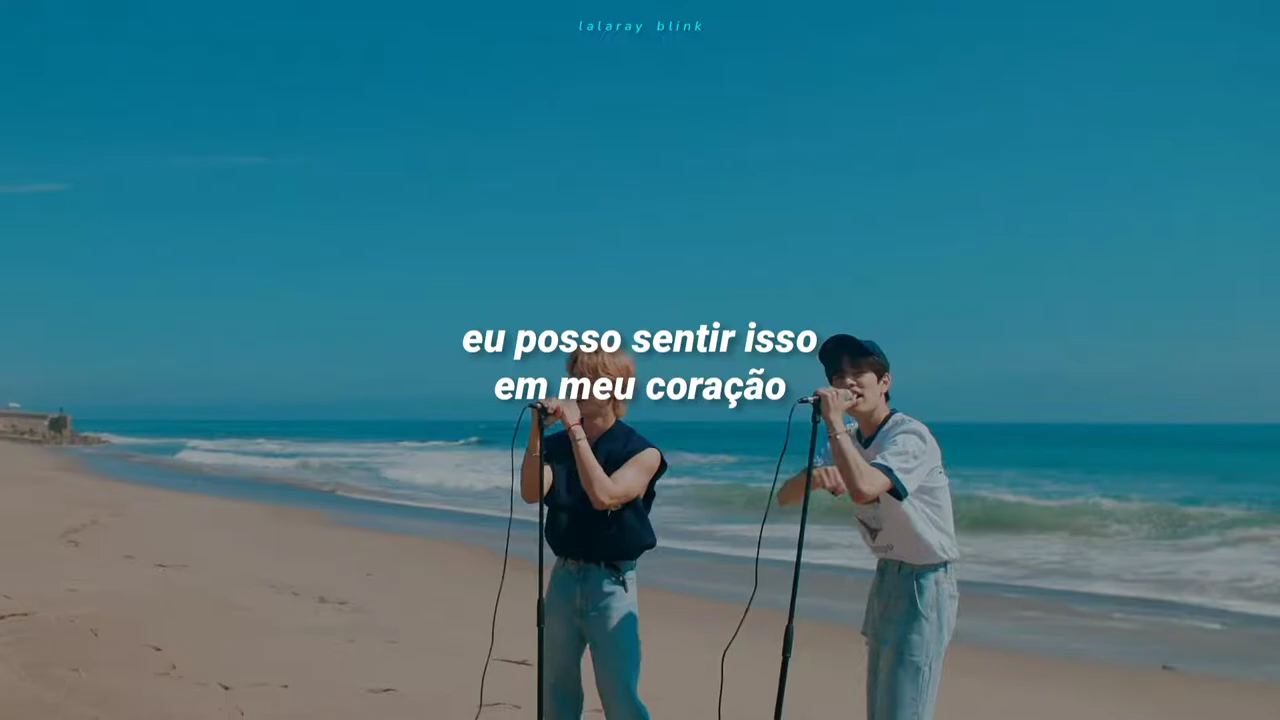 lalaray blink
eu posso sentir isso
em meu coração